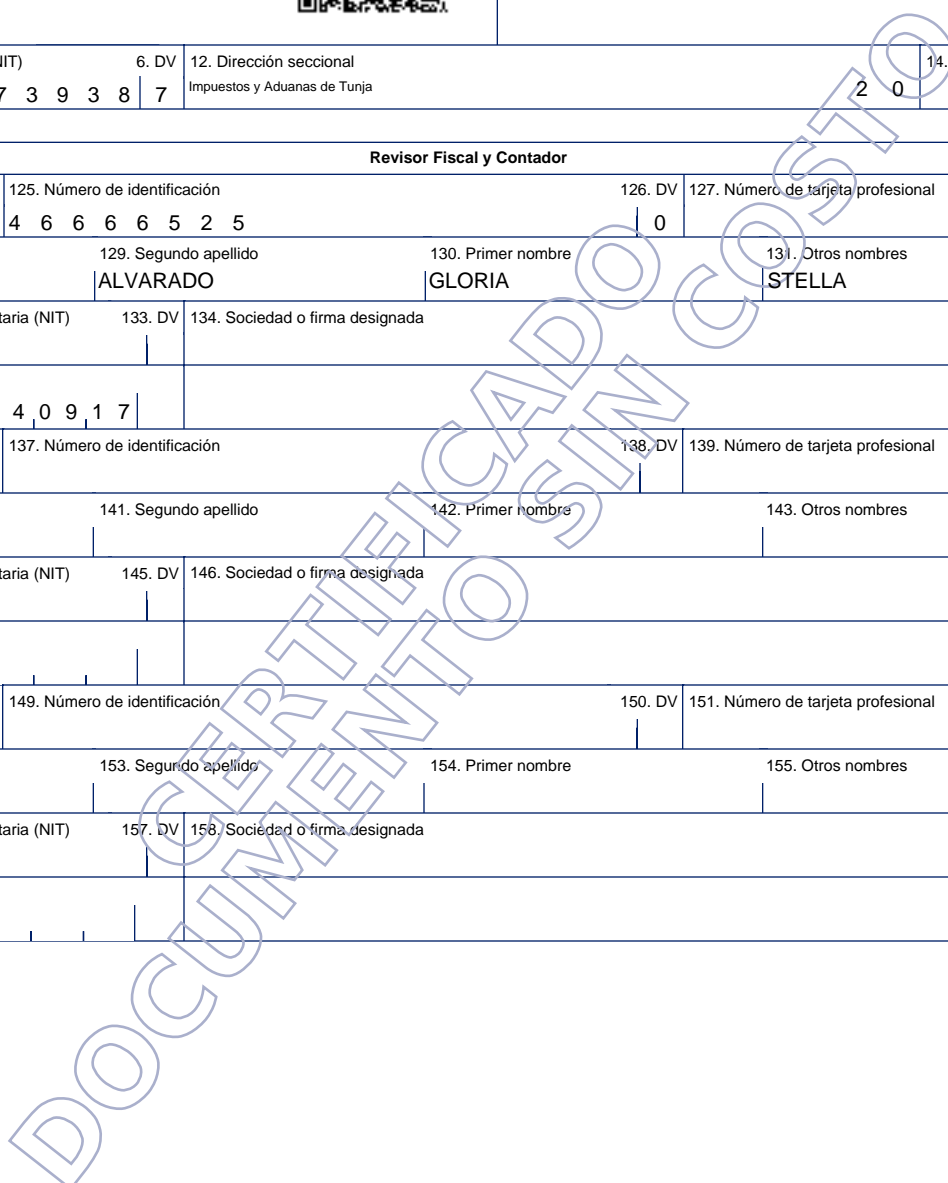 NIT) 6. DV 12. Dirección seccional 14.
7 3 9 3 8 7 Impuestos y Aduanas de Tunja 2 0
Revisor Fiscal y Contador
125. Número de identificación 126. DV 127. Número de tarjeta profesional
4 6 6 6 6 5 2 5 0
129. Segundo apellido 130. Primer nombre 131. Otros nombres
ALVARADO GLORIA STELLA
taria (NIT) 133. DV 134. Sociedad o firma designada
4 0 9 1 7
137. Número de identificación 138. DV 139. Número de tarjeta profesional
141. Segundo apellido 142. Primer nombre 143. Otros nombres
taria (NIT) 145. DV 146. Sociedad o firma designada
149. Número de identificación 150. DV 151. Número de tarjeta profesional
153. Segundo apellido 154. Primer nombre 155. Otros nombres
taria (NIT) 157. DV 158. Sociedad o firma designada
CERTIFICADO
DOCUMENTO SIN COSTO